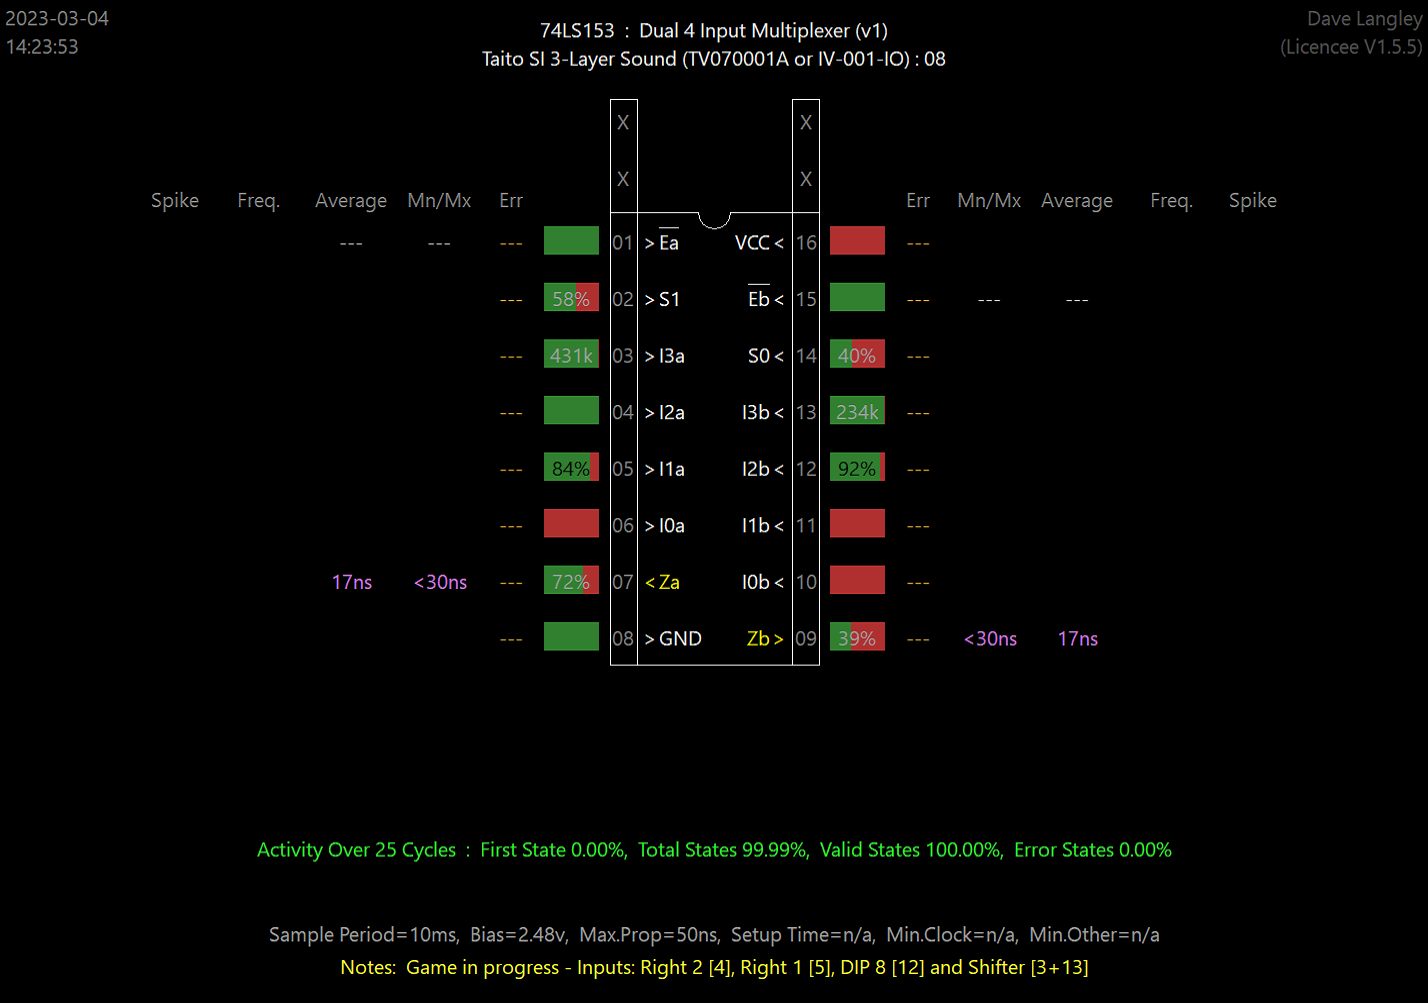 2023-03-04
14:23:53
74LS153 : Dual 4 Input Multiplexer (v1)
Taito SI 3-Layer Sound (TV070001A or IV-001-IO) : 08
Dave Langley
(Licencee V1.5.5)
X X
X X
Spike Freq. Average Mn/Mx Err Err Mn/Mx Average Freq. Spike
--- --- --- 01 > Ea VCC < 16 ---
--- 58% 02 > S1 Eb < 15 --- --- ---
--- 431k 03 > I3a S0 < 14 40% ---
--- 04 > I2a I3b < 13 234k ---
--- 84% 05 > I1a I2b < 12 92% ---
--- 06 > I0a I1b < 11 ---
17ns <30ns --- 72% 07 < Za I0b < 10 ---
--- 08 > GND Zb > 09 39% --- <30ns 17ns
Activity Over 25 Cycles : First State 0.00%, Total States 99.99%, Valid States 100.00%, Error States 0.00%
Sample Period=10ms, Bias=2.48v, Max.Prop=50ns, Setup Time=n/a, Min.Clock=n/a, Min.Other=n/a
Notes: Game in progress - Inputs: Right 2 [4], Right 1 [5], DIP 8 [12] and Shifter [3+13]